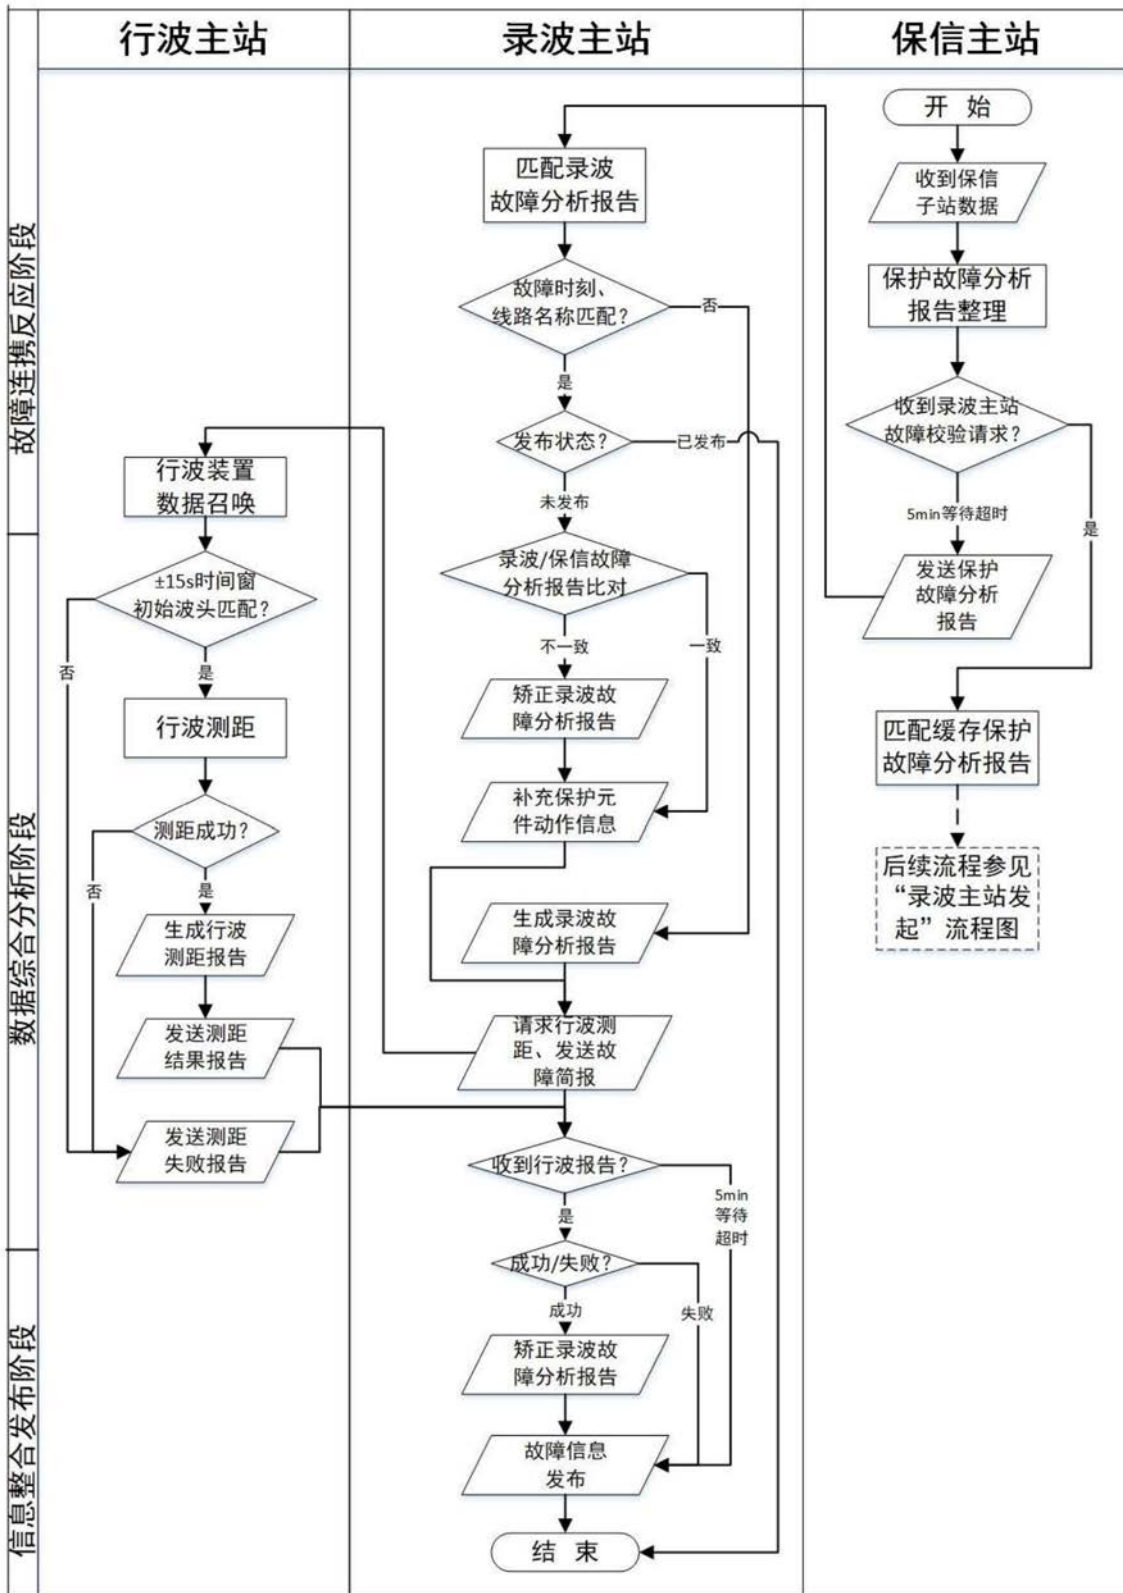 行波主站
录波主站
保信主站
故障连携反应阶段
数据综合分析阶段
信息整合发布阶段
开 始
收到保信
子站数据
保护故障分析
报告整理
收到录波主站
故障校验请求?
5min等待超时
是
发送保护
故障分析
报告
匹配缓存保护
故障分析报告
后续流程参见
“录波主站发
起”流程图
匹配录波
故障分析报告
故障时刻、
线路名称匹配?
否
是
发布状态?
已发布
未发布
录波/保信故障
分析报告比对
不一致
一致
矫正录波故
障分析报告
补充保护元
件动作信息
生成录波故
障分析报告
请求行波测
距、发送故
障简报
收到行波报告?
5min
等待
超时
是
成功/失败?
成功
失败
矫正录波故
障分析报告
故障信息
发布
结 束
行波装置
数据召唤
±15s时间窗
初始波头匹配?
否
是
行波测距
测距成功?
否
是
生成行波
测距报告
发送测距
结果报告
发送测距
失败报告